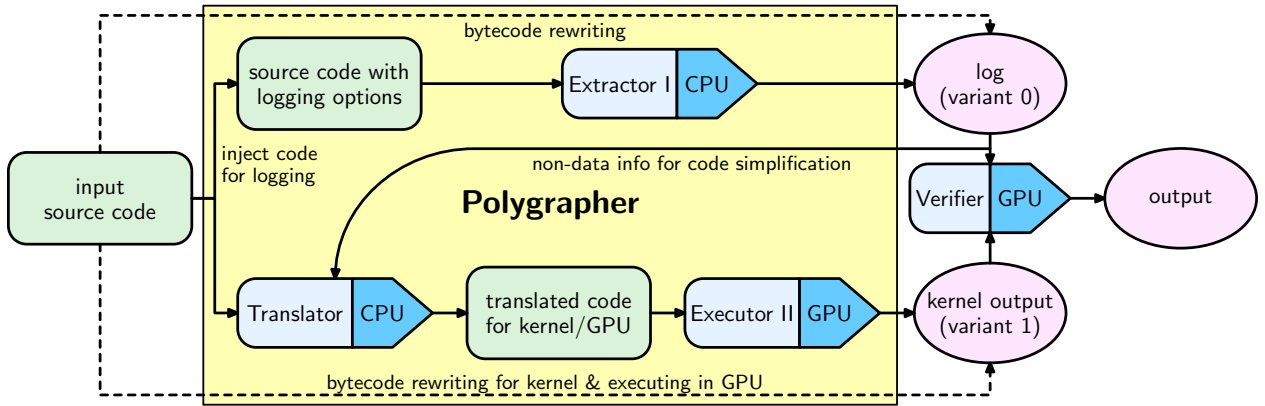 bytecode rewriting
source code with
logging options
Extractor I
CPU
log
(variant 0)
inject code
for logging
non-data info for code simplification
input
source code
Polygrapher
Verifier
GPU
output
Translator
CPU
translated code
for kernel/GPU
Executor II
GPU
kernel output
(variant 1)
bytecode rewriting for kernel & executing in GPU